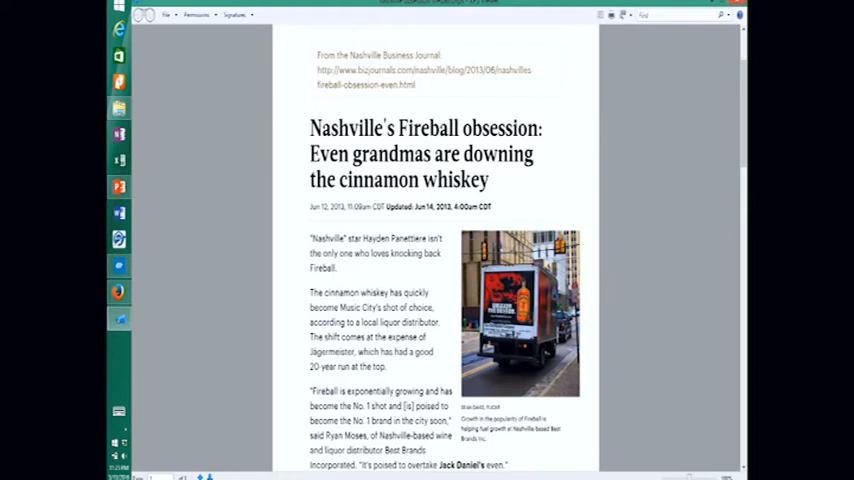 File
Permissions
Signatures
Find
From the Nashville Business Journal:
http://www.bizjournals.com/nashville/blog/2013/06/nashvilles
fireball-obsession-even.html
Nashville's Fireball obsession:
Even grandmas are downing
the cinnamon whiskey
Jun 12, 2013, 11:09am CDT Updated: Jun 14, 2013, 4:00am CDT
"Nashville" star Hayden Panettiere isn't
the only one who loves knocking back
Fireball.
The cinnamon whiskey has quickly
become Music City's shot of choice,
according to a local liquor distributor.
The shift comes at the expense of
Jägermeister, which has had a good
20-year run at the top.
"Fireball is exponentially growing and has
become the No. 1 shot and [is] poised to
become the No. 1 brand in the city soon,"
said Ryan Moses, of Nashville-based wine
and liquor distributor Best Brands
Incorporated. "It's poised to overtake Jack Daniel's even."
Growth in the popularity of Fireball is
helping fuel growth at Nashville-based Best
Brands Inc.